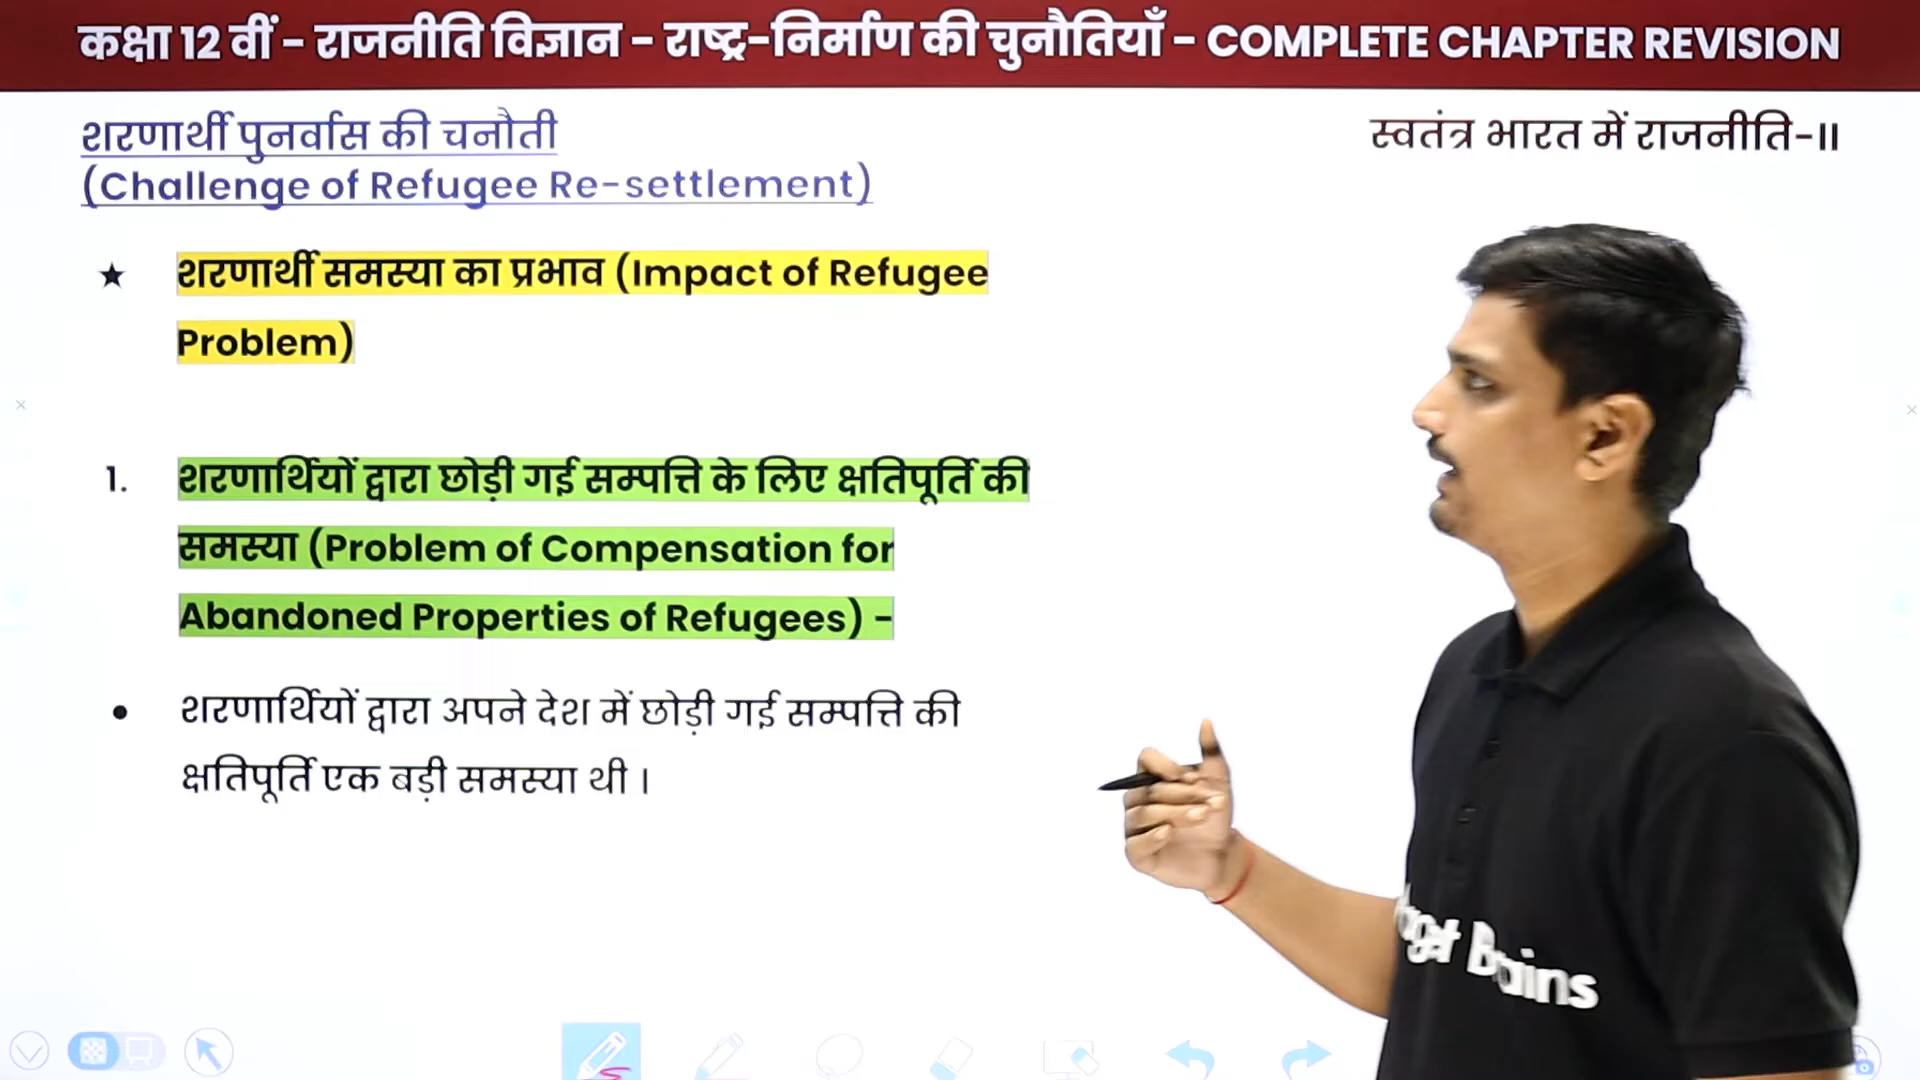 कक्षा 12 वीं - राजनीति विज्ञान - राष्ट्र-निर्माण की चुनौतियाँ - COMPLETE CHAPTER REVISION
शरणार्थी पुनर्वास की चनौती
(Challenge of Refugee Re-settlement)
स्वतंत्र भारत में राजनीति-II
★ शरणार्थी समस्या का प्रभाव (Impact of Refugee
Problem)
1. शरणार्थियों द्वारा छोड़ी गई सम्पत्ति के लिए क्षतिपूर्ति की
समस्या (Problem of Compensation for
Abandoned Properties of Refugees) -
• शरणार्थियों द्वारा अपने देश में छोड़ी गई सम्पत्ति की
क्षतिपूर्ति एक बड़ी समस्या थी ।
Brains